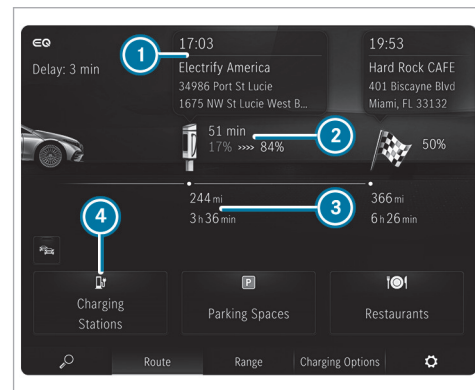 EQ
Delay: 3 min
17:03
Electrify America
34986 Port St Lucie
1675 NW St Lucie West B...
19:53
Hard Rock CAFE
401 Biscayne Blvd
Miami, FL 33132
1
51 min
17% »»» 84%
2
50%
244 mi
3 h 36 min
3
366 mi
6 h 26 min
4
Charging
Stations
P
Parking Spaces
Restaurants
Route
Range
Charging Options